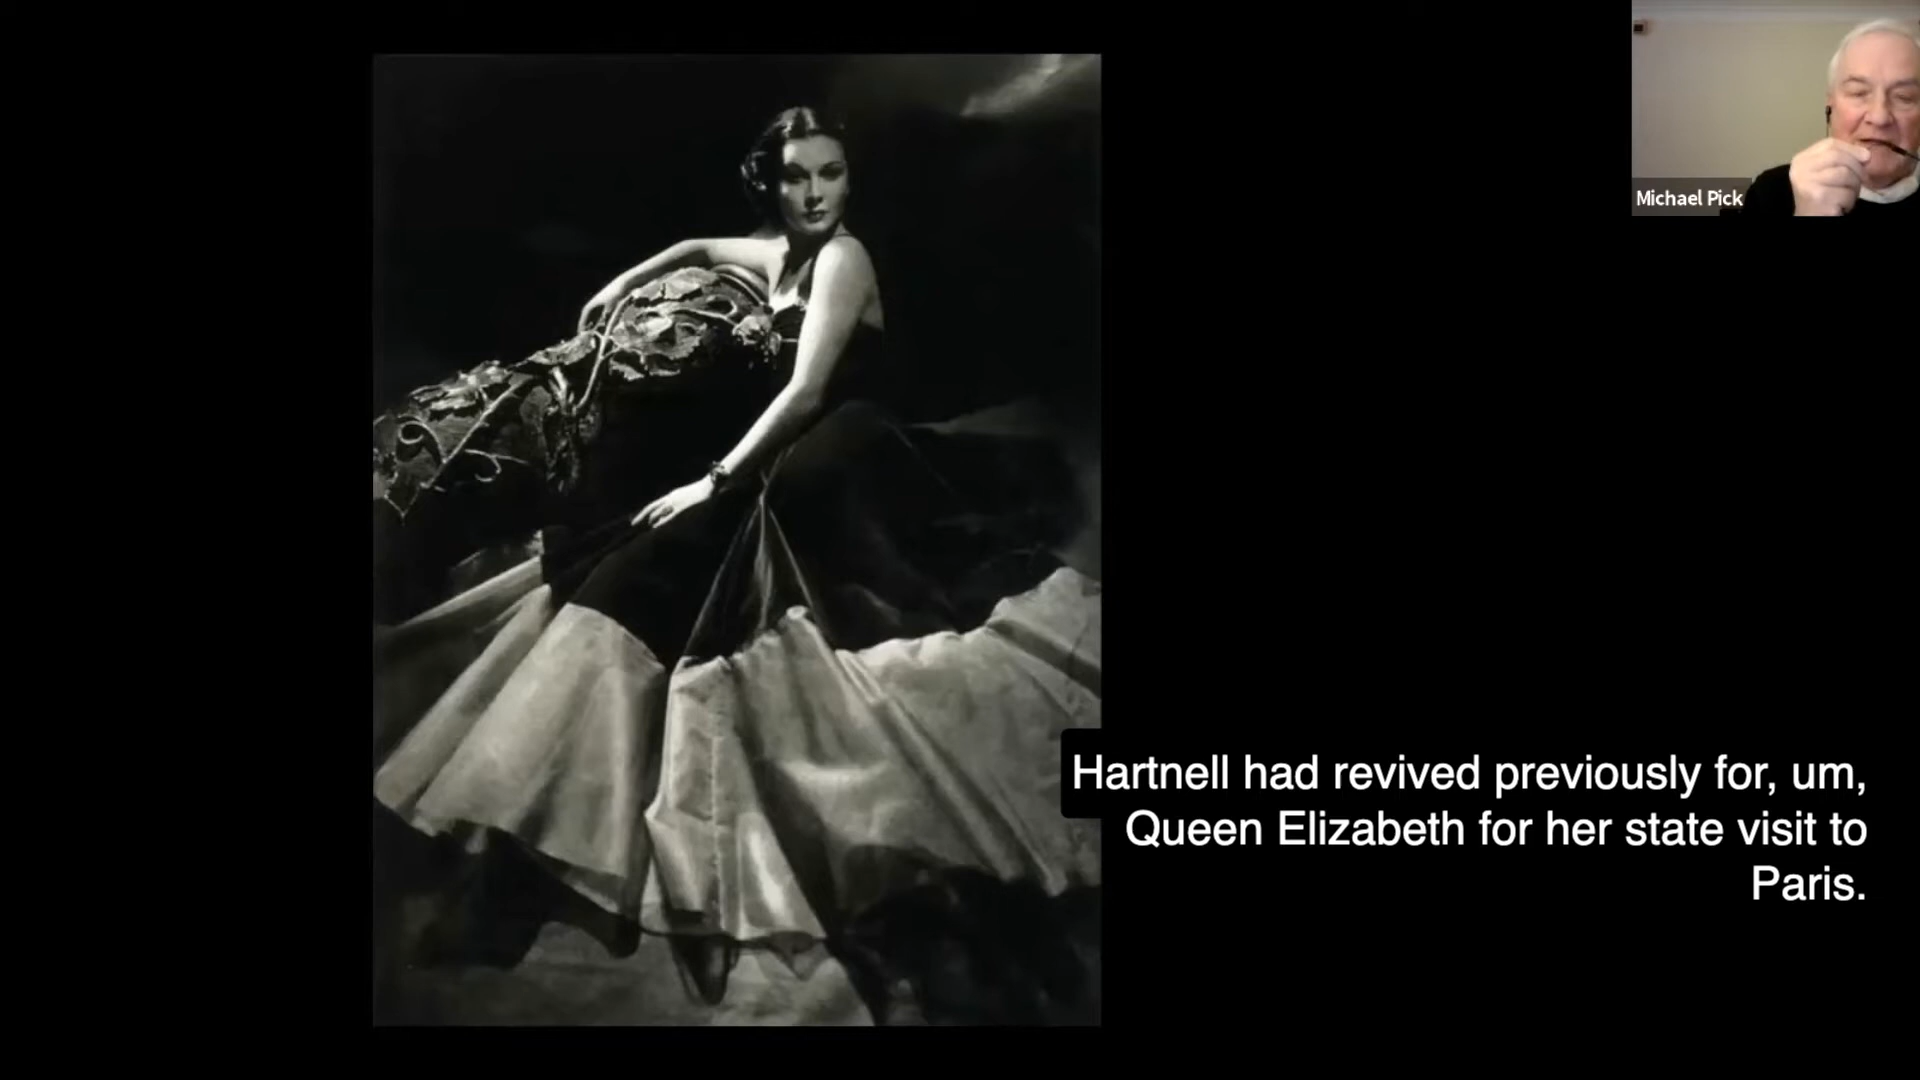 Michael Pick
Hartnell had revived previously for, um,
Queen Elizabeth for her state visit to
Paris.